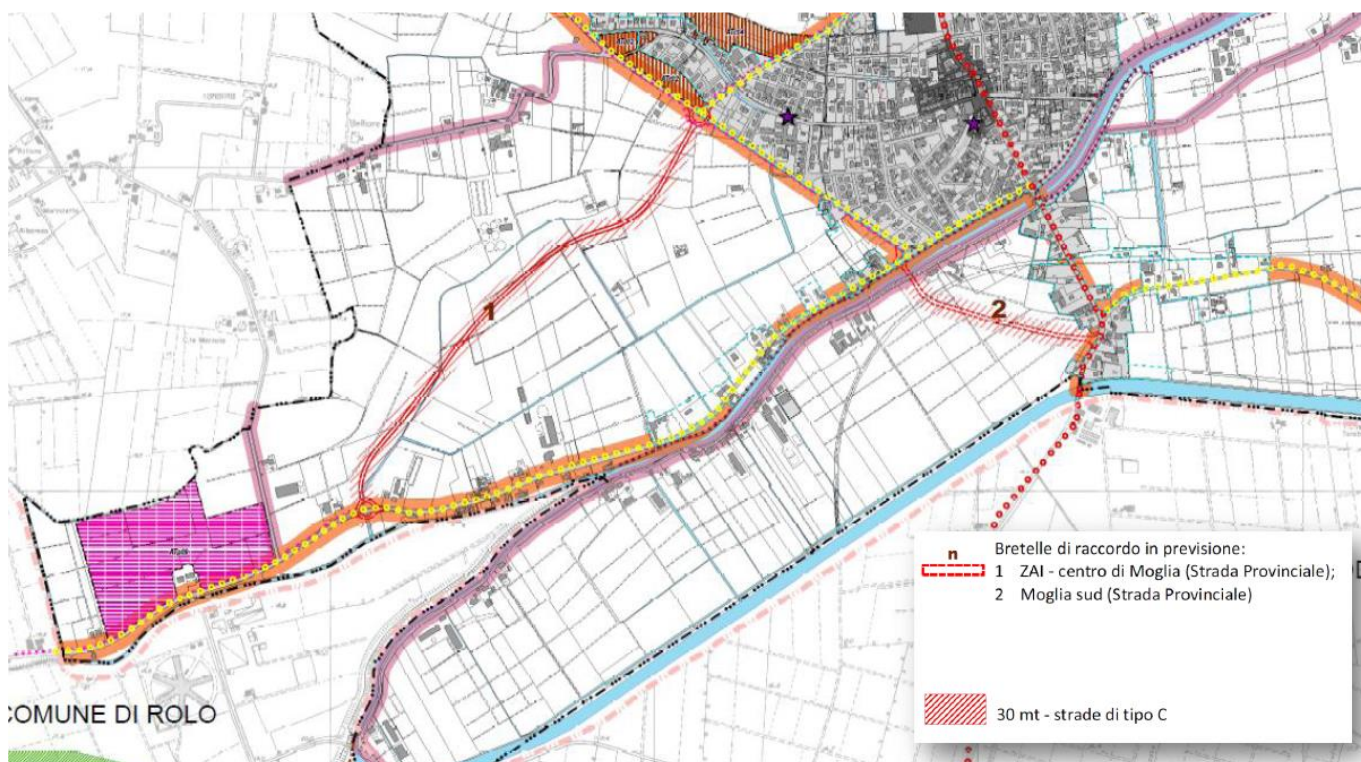 1
2
COMUNE DI ROLO
n Bretelle di raccordo in previsione:
1 ZAI - centro di Moglia (Strada Provinciale);
2 Moglia sud (Strada Provinciale)
30 mt - strade di tipo C